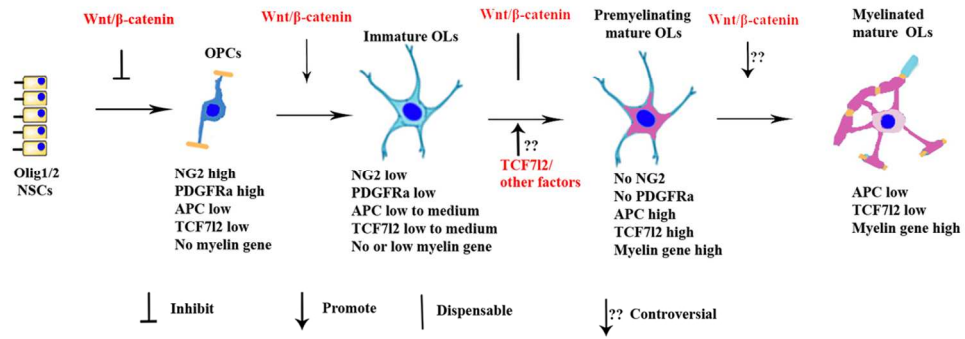 Wnt/β-catenin
Wnt/β-catenin
Wnt/β-catenin
Premyelinating
mature OLs
Wnt/β-catenin
Myelinated
mature OLs
OPCs
Immature OLs
??
??
TCF7l2/
other factors
Olig1/2
NSCs
NG2 high
PDGFRa high
APC low
TCF7l2 low
No myelin gene
NG2 low
PDGFRa low
APC low to medium
TCF7l2 low to medium
No or low myelin gene
No NG2
No PDGFRa
APC high
TCF7l2 high
Myelin gene high
APC low
TCF7l2 low
Myelin gene high
Inhibit
Promote
Dispensable
?? Controversial